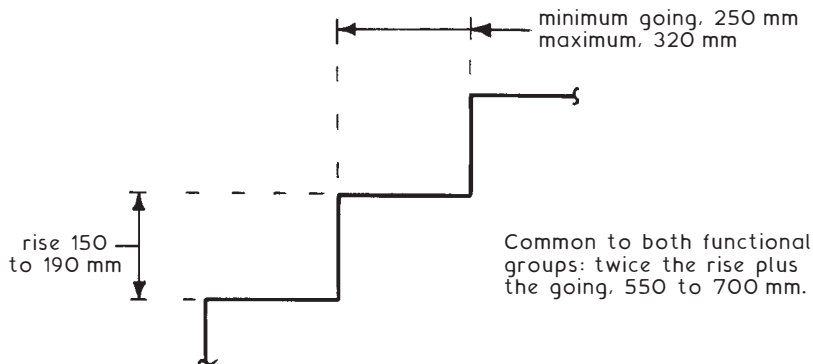 minimum going, 250 mm
maximum, 320 mm
rise 150
to 190 mm
Common to both functional
groups: twice the rise plus
the going, 550 to 700 mm.